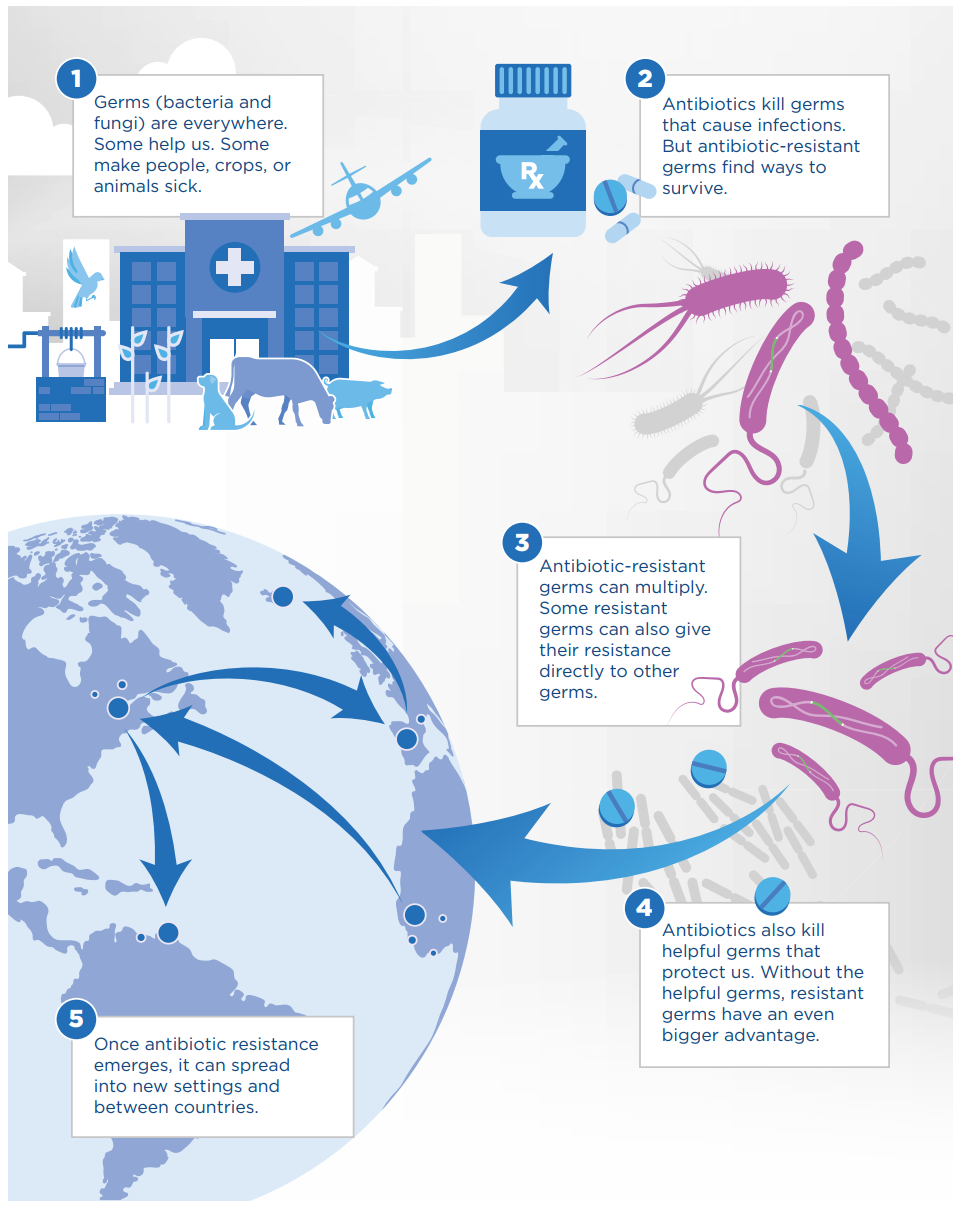 1
Germs (bacteria and
fungi) are everywhere.
Some help us. Some
make people, crops, or
animals sick.
2
Antibiotics kill germs
that cause infections.
But antibiotic-resistant
germs find ways to
survive.
Rx
3
Antibiotic-resistant
germs can multiply.
Some resistant
germs can also give
their resistance
directly to other
germs.
4
Antibiotics also kill
helpful germs that
protect us. Without the
helpful germs, resistant
germs have an even
bigger advantage.
5
Once antibiotic resistance
emerges, it can spread
into new settings and
between countries.